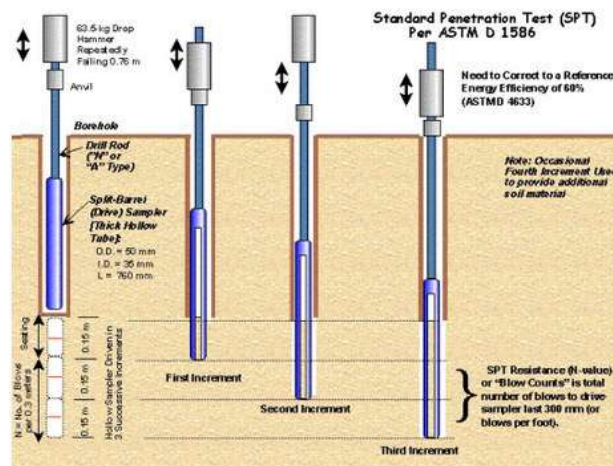 Standard Penetration Test (SPT)
Per ASTM D 1586
63.5-kg Drop
Hammer
Repeatedly
Falling 0.76 m
Anvil
Need to Correct to a Reference
Energy Efficiency of 60%
(ASTMD 4633)
Borehole
Drill Rod
("N" or
"A" Type)
Split-Barrel
(Drive) Sampler
[Thick Hollow
Tube]:
O.D. = 50 mm
I.D. = 35 mm
L = 760 mm
Note: Occasional
Fourth Increment Used
to provide additional
soil material
Seating
0.15 m
0.15 m
0.15 m
N = No. of Blows
per 0.3 meters
Hollow Sampler Driven in
3 Successive Increments
First Increment
Second Increment
Third Increment
SPT Resistance (N-value)
or "Blow Counts" is total
number of blows to drive
sampler last 300 mm (or
blows per foot).